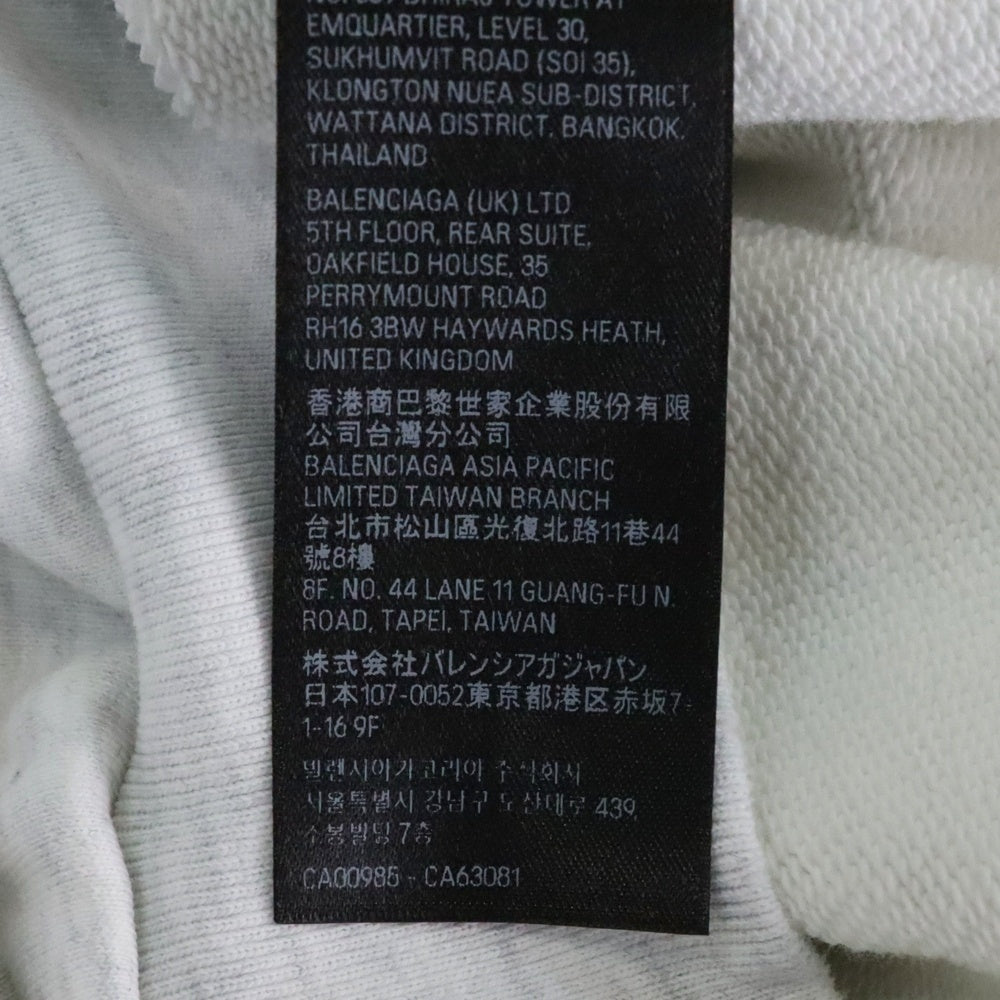 BHIRAJ TOWER AT
EMQUARTIER, LEVEL 30,
SUKHUMVIT ROAD (SOI 35),
KLONGTON NUEA SUB-DISTRICT,
WATTANA DISTRICT. BANGKOK.
THAILAND
BALENCIAGA (UK) LTD
5TH FLOOR, REAR SUITE,
OAKFIELD HOUSE, 35
PERRYMOUNT ROAD
RH16 3BW HAYWARDS HEATH,
UNITED KINGDOM
香港商巴黎世家企業股份有限
公司台灣分公司
BALENCIAGA ASIA PACIFIC
LIMITED TAIWAN BRANCH
台北市松山區光復北路11巷44
號8樓
8F. NO. 44 LANE 11 GUANG-FU N.
ROAD, TAPEI, TAIWAN
株式会社バレンシアガジャパン
日本107-0052東京都港区赤坂7-
1-16 9F
발렌시아가코리아 주식회사
서울특별시 강남구 도산대로 439,
7층
CA00985 - CA63081